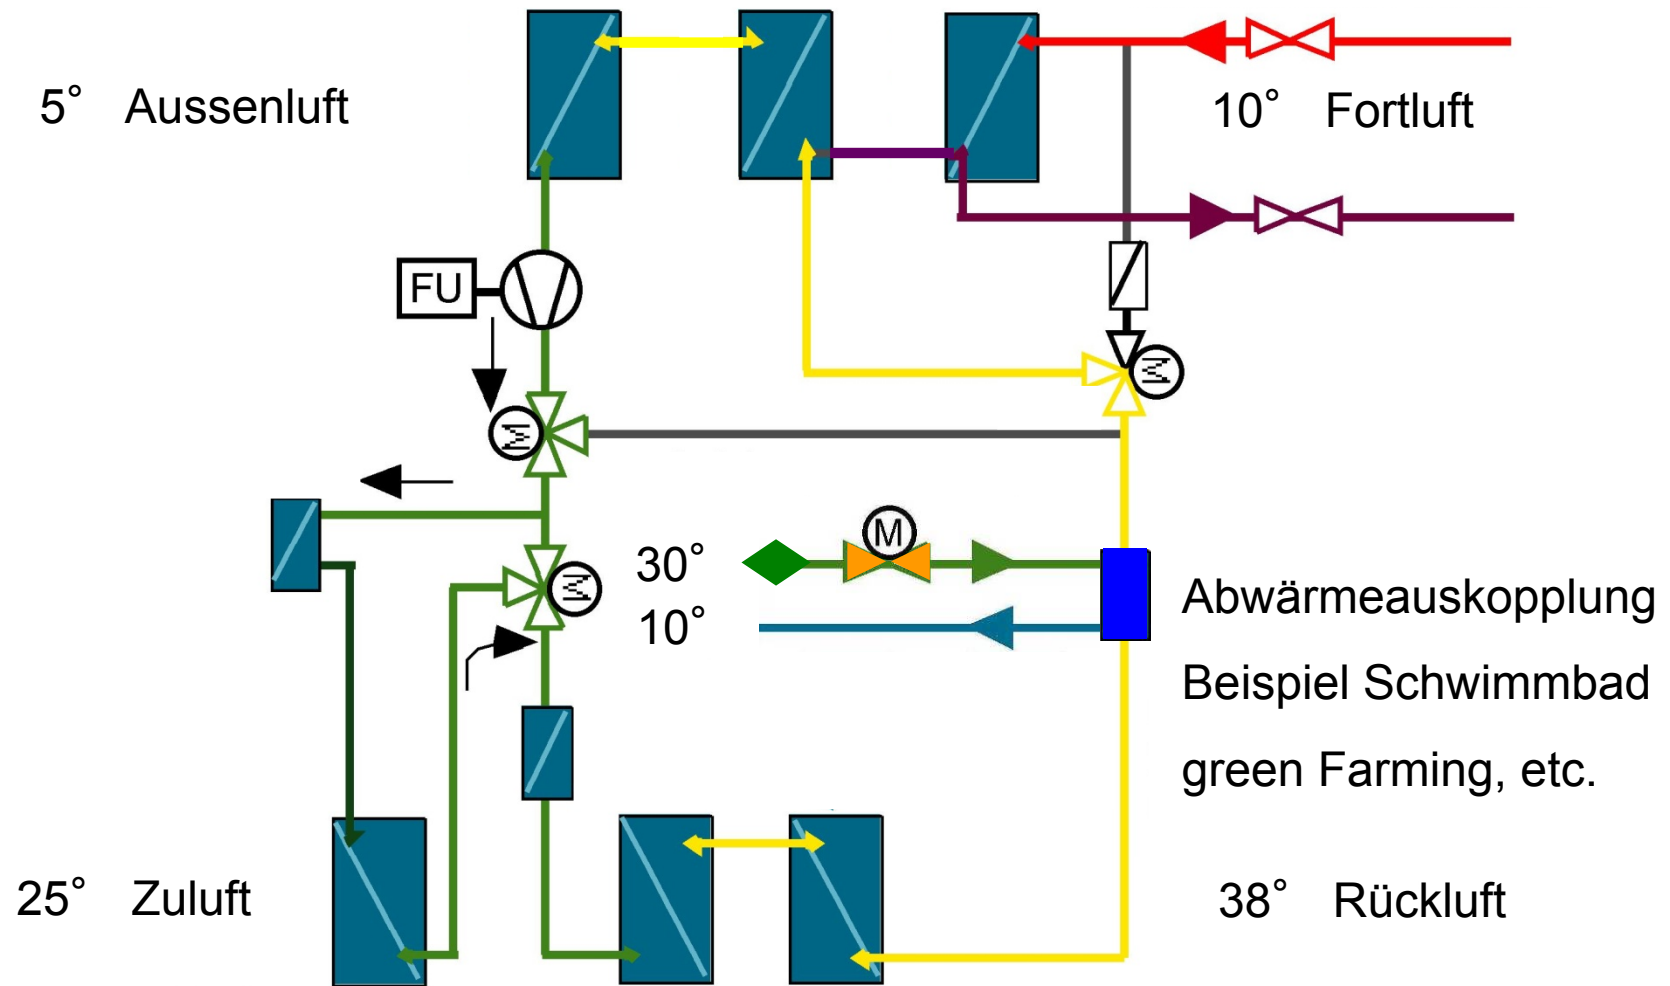 5° Aussenluft
10° Fortluft
FU
M
M
M
30°
M
10°
Abwärmeauskopplung
Beispiel Schwimmbad
green Farming, etc.
25° Zuluft
38° Rückluft